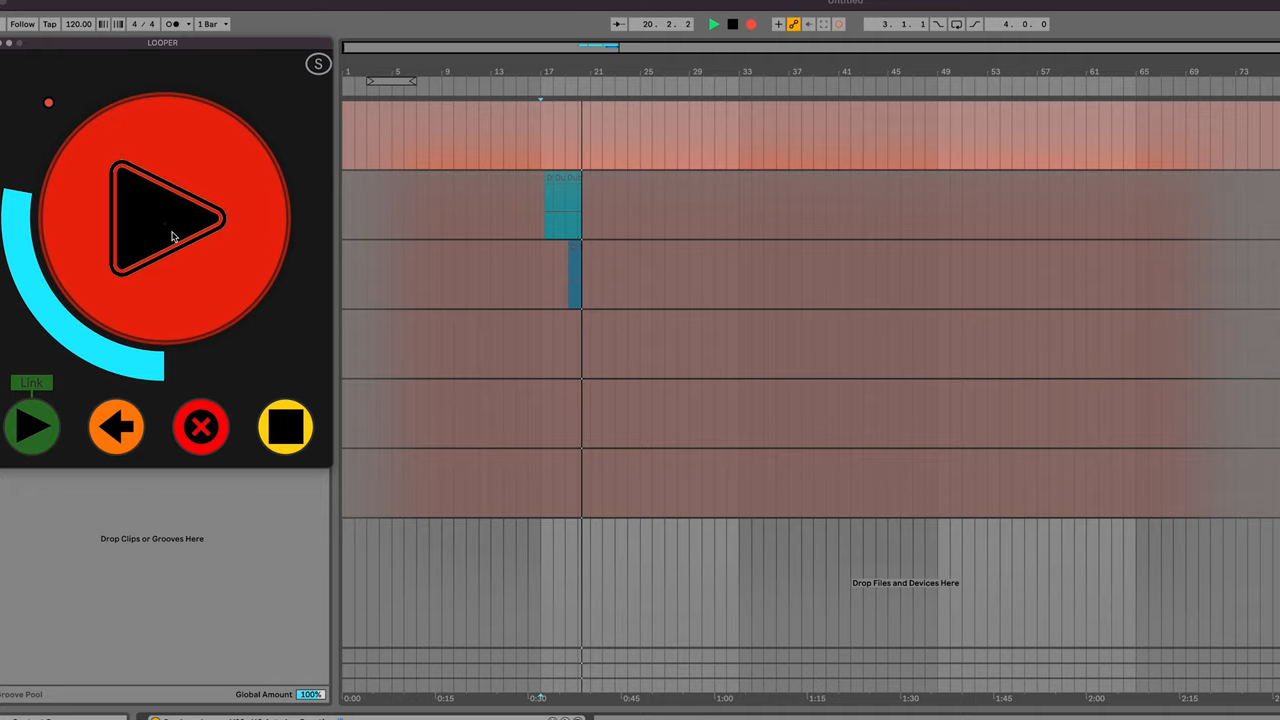 Untitled
Follow Tap 120.00 4 / 4 1 Bar 20. 2. 2 3. 1. 1 4. 0. 0
LOOPER
S
1 5 9 13 17 21 25 29 33 37 41 45 49 53 57 61 65 69 73
D Du Dub
Link
Drop Clips or Grooves Here
Drop Files and Devices Here
Groove Pool Global Amount 100%
0:00 0:15 0:30 0:45 1:00 1:15 1:30 1:45 2:00 2:15